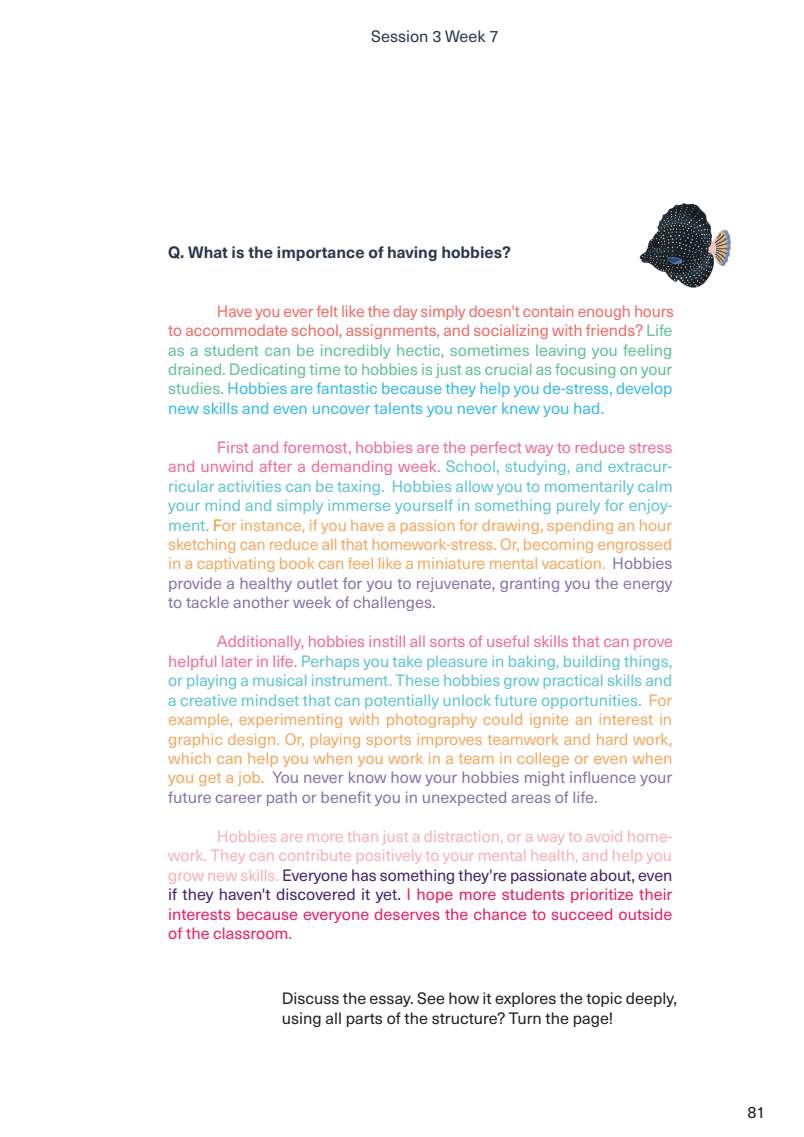 Session 3 Week 7
Q. What is the importance of having hobbies?
Have you ever felt like the day simply doesn't contain enough hours
to accommodate school, assignments, and socializing with friends? Life
as a student can be incredibly hectic, sometimes leaving you feeling
drained. Dedicating time to hobbies is just as crucial as focusing on your
studies. Hobbies are fantastic because they help you de-stress, develop
new skills and even uncover talents you never knew you had.
First and foremost, hobbies are the perfect way to reduce stress
and unwind after a demanding week. School, studying, and extracur-
ricular activities can be taxing.  Hobbies allow you to momentarily calm
your mind and simply immerse yourself in something purely for enjoy-
ment. For instance, if you have a passion for drawing, spending an hour
sketching can reduce all that homework-stress. Or, becoming engrossed
in a captivating book can feel like a miniature mental vacation.  Hobbies
provide a healthy outlet for you to rejuvenate, granting you the energy
to tackle another week of challenges.
Additionally, hobbies instill all sorts of useful skills that can prove
helpful later in life. Perhaps you take pleasure in baking, building things,
or playing a musical instrument. These hobbies grow practical skills and
a creative mindset that can potentially unlock future opportunities.  For
example, experimenting with photography could ignite an interest in
graphic design. Or, playing sports improves teamwork and hard work,
which can help you when you work in a team in college or even when
you get a job.  You never know how your hobbies might influence your
future career path or benefit you in unexpected areas of life.
Hobbies are more than just a distraction, or a way to avoid home-
work. They can contribute positively to your mental health, and help you
grow new skills. Everyone has something they're passionate about, even
if they haven't discovered it yet. I hope more students prioritize their
interests because everyone deserves the chance to succeed outside
of the classroom.
Discuss the essay. See how it explores the topic deeply,
using all parts of the structure? Turn the page!
81